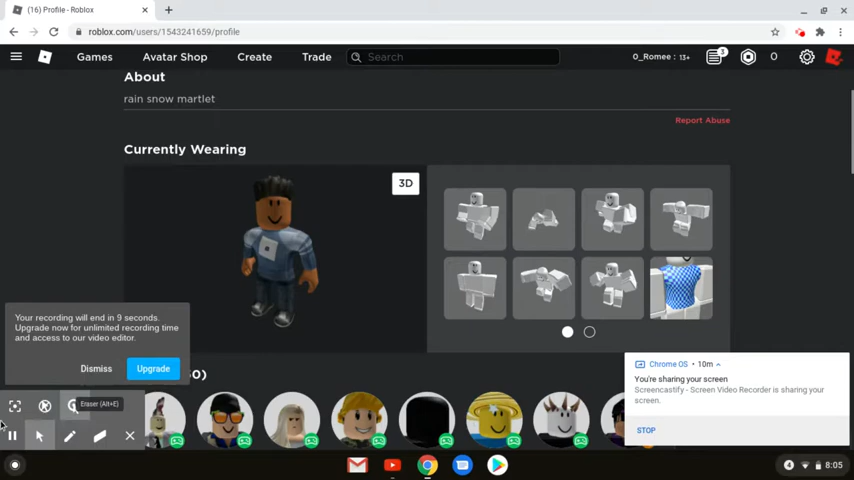 (16) Profile - Roblox
roblox.com/users/1543241659/profile
Games
Avatar Shop
Create
Trade
Search
0_Romee : 13+
3
0
About
rain snow martlet
Report Abuse
Currently Wearing
3D
Your recording will end in 9 seconds.
Upgrade now for unlimited recording time
and access to our video editor.
Dismiss
Upgrade
0)
Eraser (Alt+E)
Chrome OS • 10m
You're sharing your screen
Screencastify - Screen Video Recorder is sharing your
screen.
STOP
4
8:05